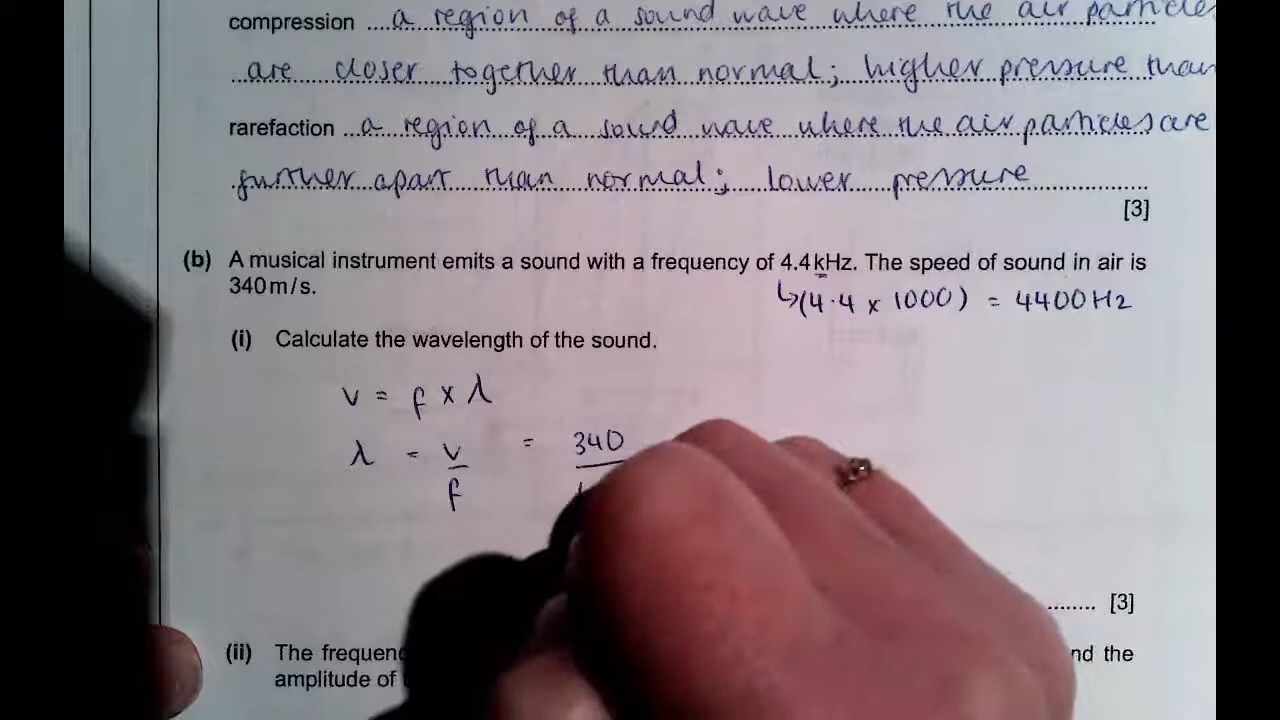 compression ... a region of a sound wave where the air particles
are closer together than normal; higher pressure than
rarefaction ... a region of a sound wave where the air particles are
further apart than normal; lower pressure
[3]
(b) A musical instrument emits a sound with a frequency of 4.4 kHz. The speed of sound in air is
340 m/s.
↳(4.4 x 1000) = 4400 Hz
(i) Calculate the wavelength of the sound.
v = f x λ
λ = v/f = 340
........ [3]
(ii) The frequen nd the
amplitude of